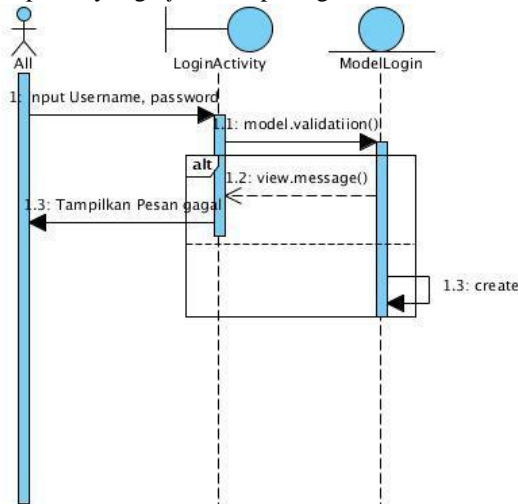 All
LoginActivity
ModelLogin
1: Input Username, password
1.1: model.validatiion()
alt
1.2: view.message()
1.3: Tampilkan Pesan gagal
1.3: create